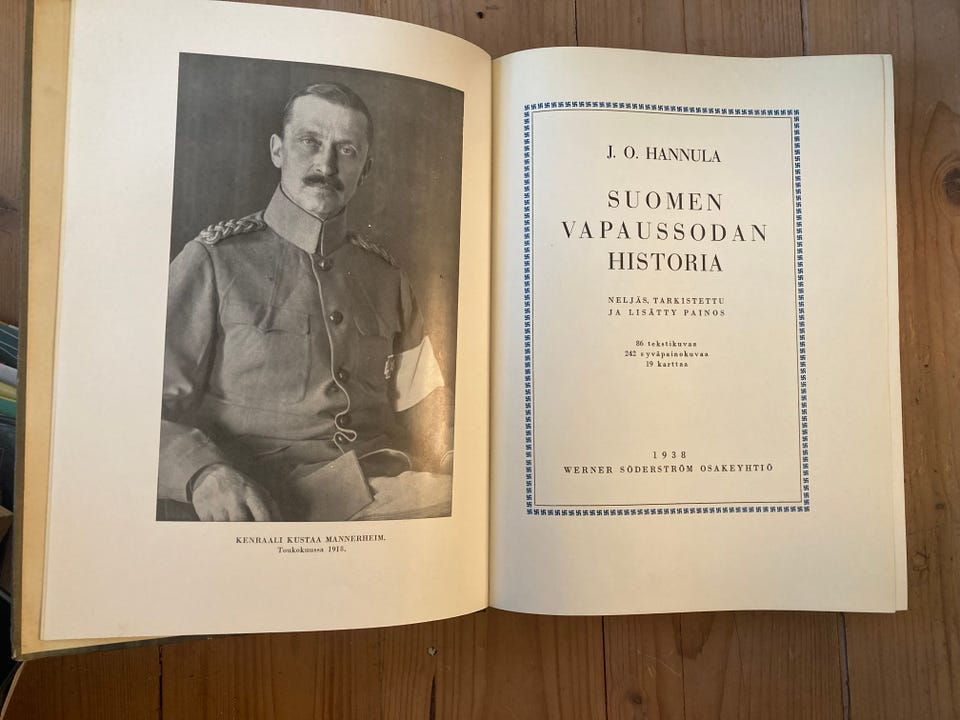 KENRAALI KUSTAA MANNERHEIM.
Toukokuussa 1918.
J. O. HANNULA
SUOMEN
VAPAUSSODAN
HISTORIA
NELJÄS, TARKISTETTU
JA LISÄTTY PAINOS
86 tekstikuvaa
242 syväpainokuvaa
19 karttaa
1938
WERNER SÖDERSTRÖM OSAKEYHTIÖ